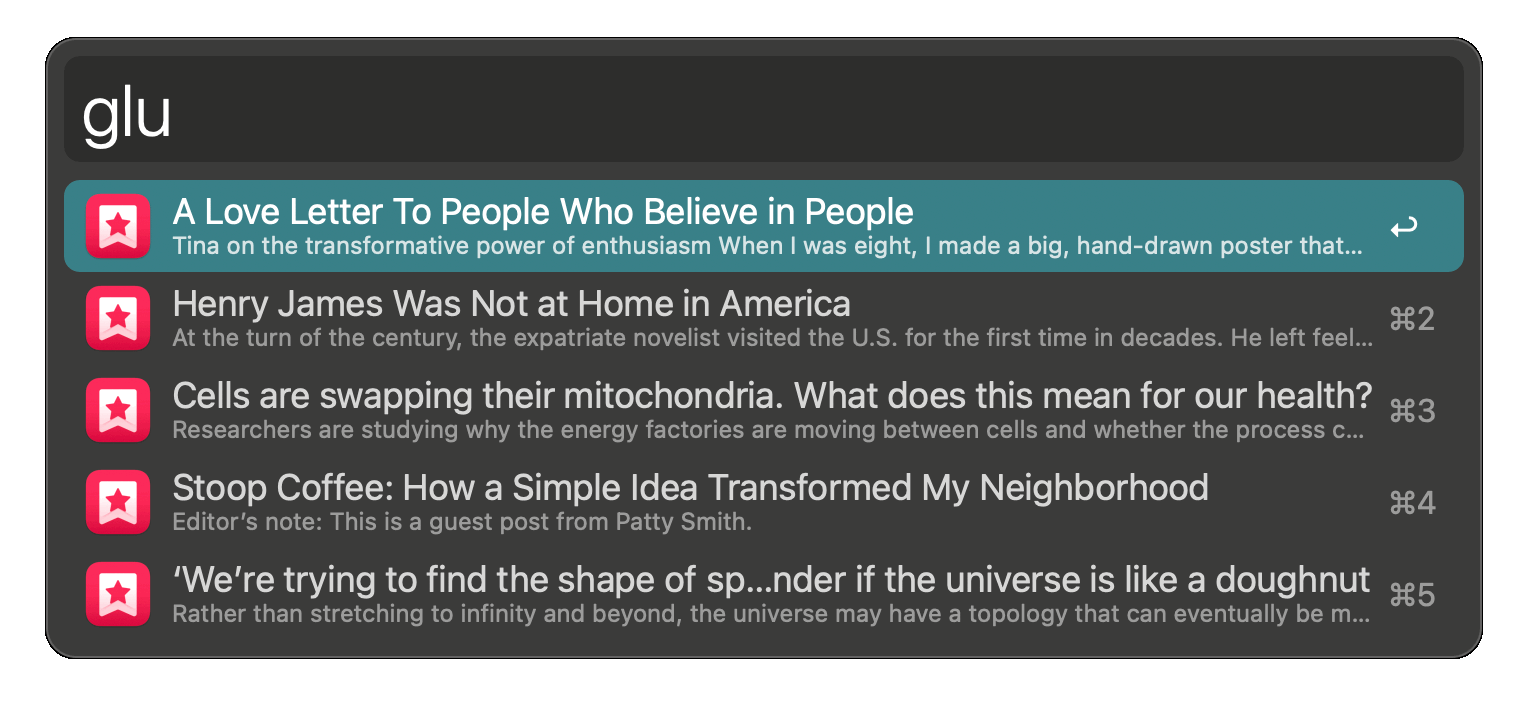 glu
A Love Letter To People Who Believe in People
Tina on the transformative power of enthusiasm When I was eight, I made a big, hand-drawn poster that...
Henry James Was Not at Home in America
At the turn of the century, the expatriate novelist visited the U.S. for the first time in decades. He left feel...
⌘2
Cells are swapping their mitochondria. What does this mean for our health?
Researchers are studying why the energy factories are moving between cells and whether the process c...
⌘3
Stoop Coffee: How a Simple Idea Transformed My Neighborhood
Editor’s note: This is a guest post from Patty Smith.
⌘4
‘We’re trying to find the shape of sp...nder if the universe is like a doughnut
Rather than stretching to infinity and beyond, the universe may have a topology that can eventually be m...
⌘5